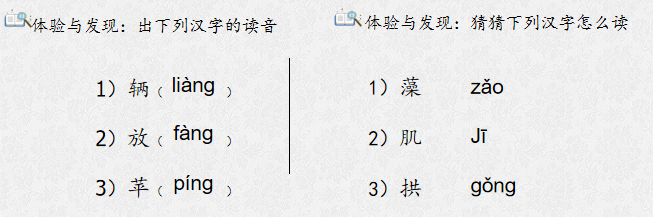 体验与发现：出下列汉字的读音
1）辆（ liàng ）
2）放（ fàng ）
3）苹（ píng ）
体验与发现：猜猜下列汉字怎么读
1）藻 zǎo
2）肌 Jī
3）拱 gǒng